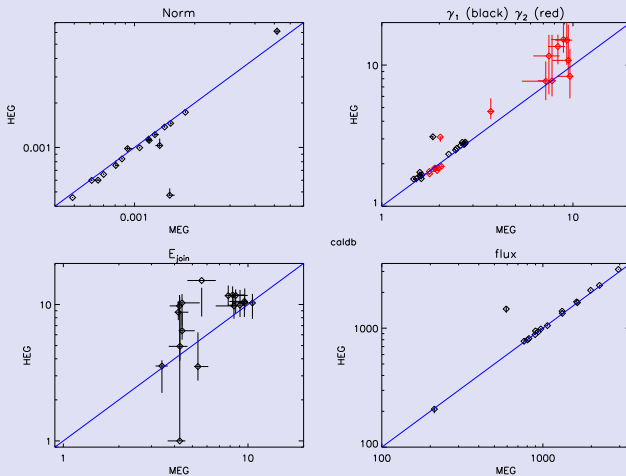 Norm
γ₁ (black) γ₂ (red)
HEG
0.001
0.001
MEG
HEG
10
1
1
10
MEG
caldb
E_join
HEG
10
1
1
10
MEG
flux
HEG
1000
100
100
1000
MEG